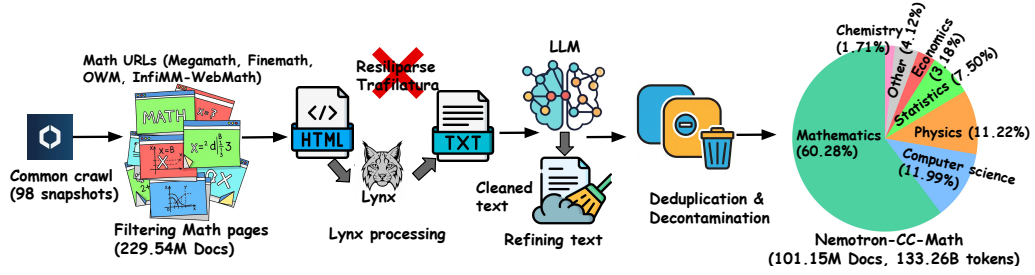 Common crawl
(98 snapshots)
Math URLs (Megamath, Finemath,
OWM, InfiMM-WebMath)
MATH
X=B
X
Filtering Math pages
(229.54M Docs)
</>
HTML
Resiliparse
Trafilatura
Lynx
TXT
Lynx processing
LLM
Cleaned
text
Refining text
Deduplication &
Decontamination
Chemistry
(1.71%)
Other (4.12%)
Economics
(3.18%)
Statistics
(7.50%)
Physics (11.22%)
Computer science
(11.99%)
Mathematics
(60.28%)
Nemotron-CC-Math
(101.15M Docs, 133.26B tokens)